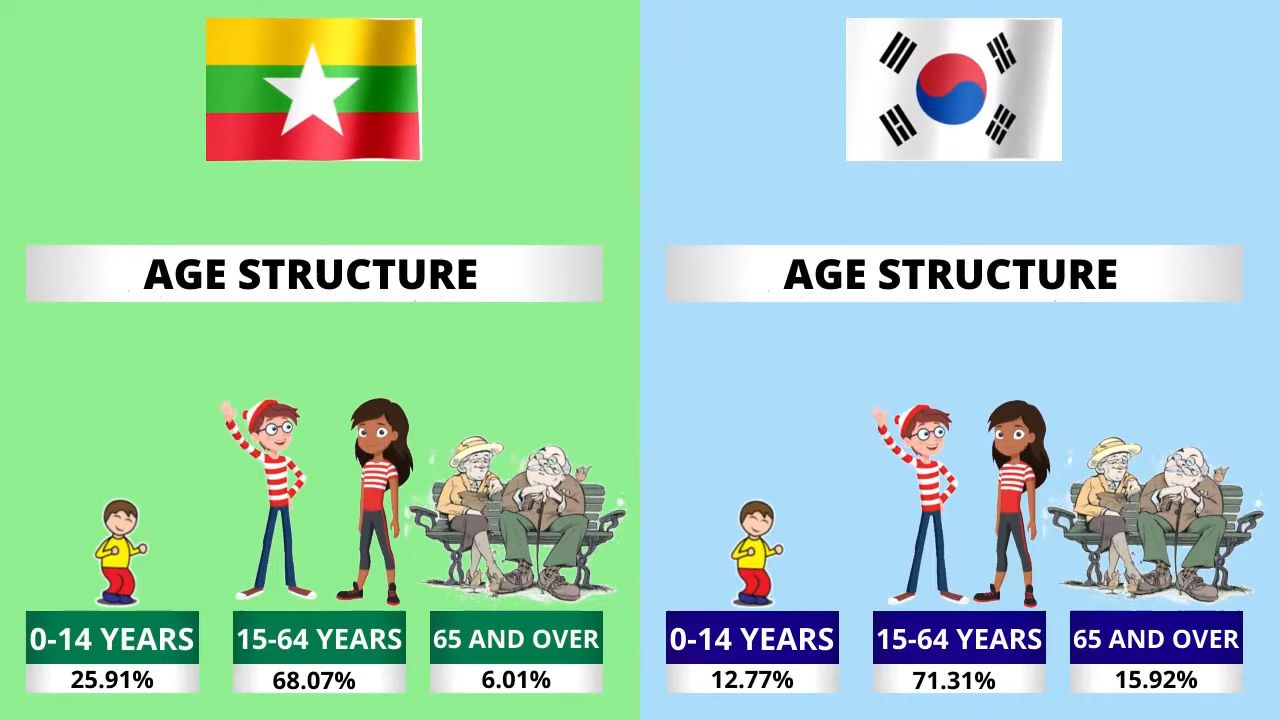 AGE STRUCTURE
0-14 YEARS
25.91%
15-64 YEARS
68.07%
65 AND OVER
6.01%
AGE STRUCTURE
0-14 YEARS
12.77%
15-64 YEARS
71.31%
65 AND OVER
15.92%